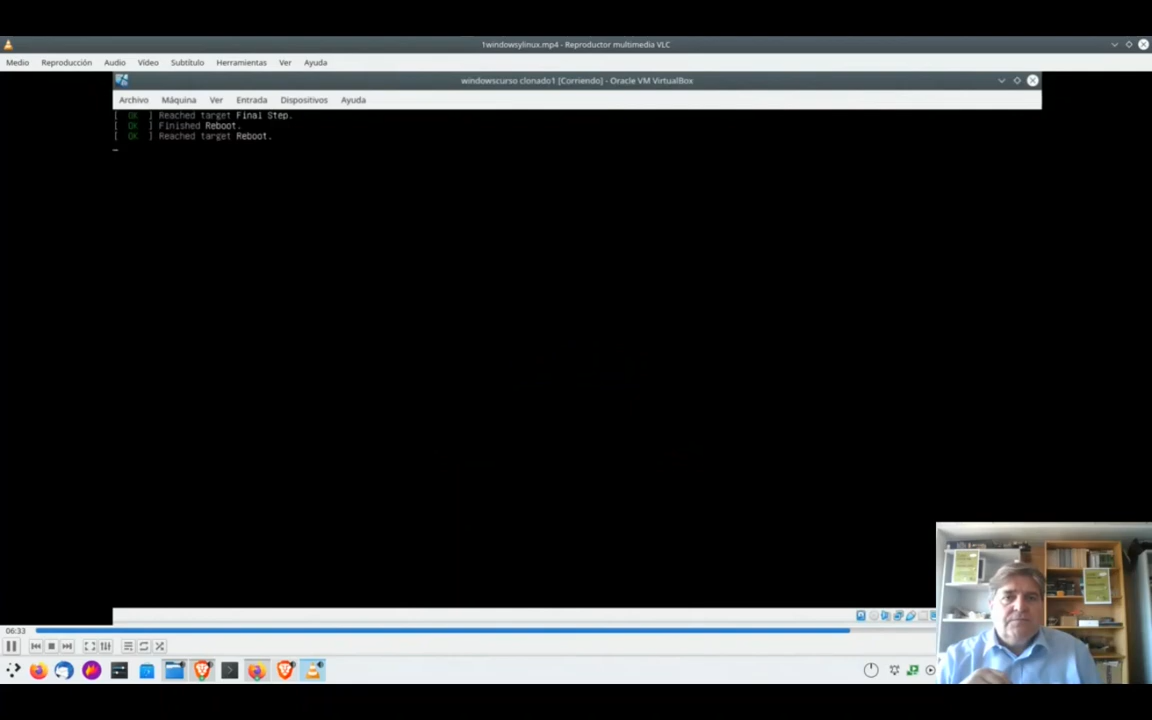 1windowsylinux.mp4 - Reproductor multimedia VLC
Medio Reproducción Audio Vídeo Subtítulo Herramientas Ver Ayuda
windowscurso clonado1 [Corriendo] - Oracle VM VirtualBox
Archivo Máquina Ver Entrada Dispositivos Ayuda
[ OK ] Reached target Final Step.
[ OK ] Finished Reboot.
[ OK ] Reached target Reboot.
06:33